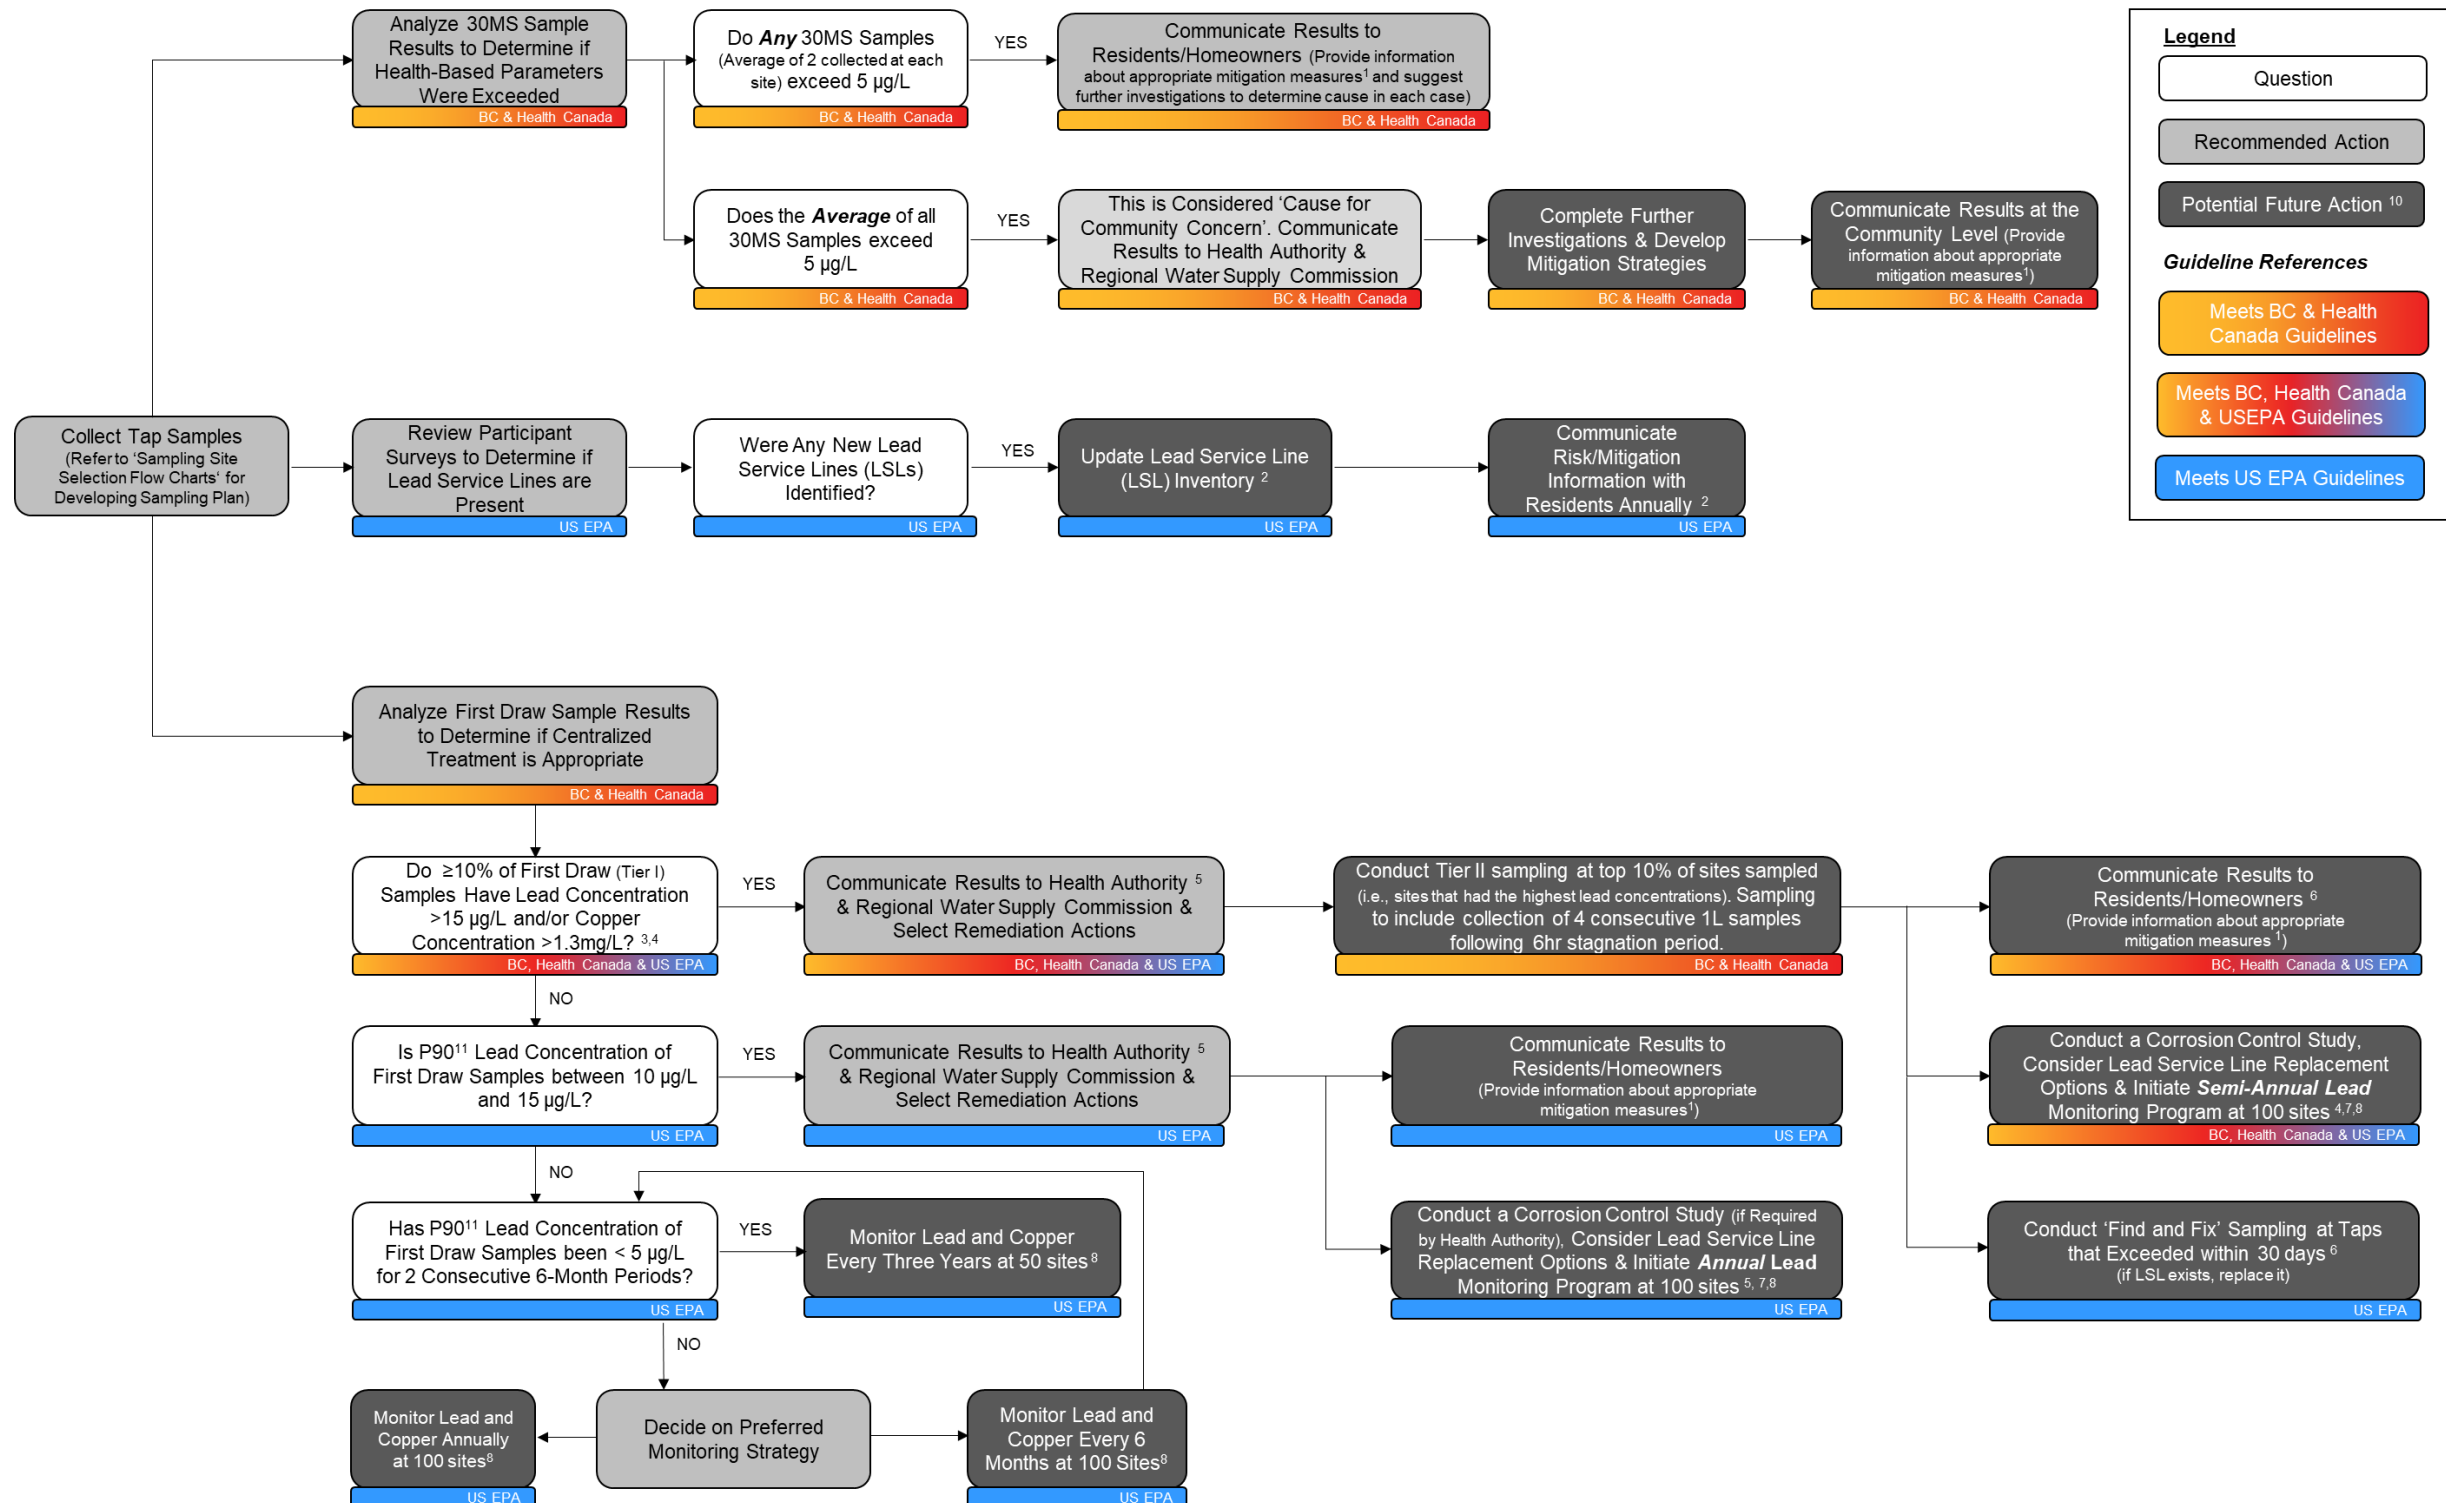 Analyze 30MS Sample
Results to Determine if
Health-Based Parameters
Were Exceeded
BC & Health Canada
Do Any 30MS Samples
(Average of 2 collected at each
site) exceed 5 µg/L
BC & Health Canada
YES
Communicate Results to
Residents/Homeowners (Provide information
about appropriate mitigation measures¹ and suggest
further investigations to determine cause in each case)
BC & Health Canada
Does the Average of all
30MS Samples exceed
5 µg/L
BC & Health Canada
YES
This is Considered ‘Cause for
Community Concern’. Communicate
Results to Health Authority &
Regional Water Supply Commission
BC & Health Canada
Complete Further
Investigations & Develop
Mitigation Strategies
BC & Health Canada
Communicate Results at the
Community Level (Provide
information about appropriate
mitigation measures¹)
BC & Health Canada
Legend
Question
Recommended Action
Potential Future Action ¹⁰
Guideline References
Meets BC & Health
Canada Guidelines
Meets BC, Health Canada
& USEPA Guidelines
Meets US EPA Guidelines
Collect Tap Samples
(Refer to ‘Sampling Site
Selection Flow Charts‘ for
Developing Sampling Plan)
Review Participant
Surveys to Determine if
Lead Service Lines are
Present
US EPA
Were Any New Lead
Service Lines (LSLs)
Identified?
US EPA
YES
Update Lead Service Line
(LSL) Inventory ²
US EPA
Communicate
Risk/Mitigation
Information with
Residents Annually ²
US EPA
Analyze First Draw Sample Results
to Determine if Centralized
Treatment is Appropriate
BC & Health Canada
Do ≥10% of First Draw (Tier I)
Samples Have Lead Concentration
>15 µg/L and/or Copper
Concentration >1.3mg/L? ³,⁴
BC, Health Canada & US EPA
YES
Communicate Results to Health Authority ⁵
& Regional Water Supply Commission &
Select Remediation Actions
BC, Health Canada & US EPA
Conduct Tier II sampling at top 10% of sites sampled
(i.e., sites that had the highest lead concentrations). Sampling
to include collection of 4 consecutive 1L samples
following 6hr stagnation period.
BC & Health Canada
Communicate Results to
Residents/Homeowners ⁶
(Provide information about appropriate
mitigation measures ¹)
BC, Health Canada & US EPA
NO
Is P90¹¹ Lead Concentration of
First Draw Samples between 10 µg/L
and 15 µg/L?
US EPA
YES
Communicate Results to Health Authority ⁵
& Regional Water Supply Commission &
Select Remediation Actions
US EPA
Communicate Results to
Residents/Homeowners
(Provide information about appropriate
mitigation measures¹)
US EPA
Conduct a Corrosion Control Study,
Consider Lead Service Line Replacement
Options & Initiate Semi-Annual Lead
Monitoring Program at 100 sites ⁴,⁷,⁸
BC, Health Canada & US EPA
NO
Has P90¹¹ Lead Concentration of
First Draw Samples been < 5 µg/L
for 2 Consecutive 6-Month Periods?
US EPA
YES
Monitor Lead and Copper
Every Three Years at 50 sites ⁸
US EPA
Conduct a Corrosion Control Study (if Required
by Health Authority), Consider Lead Service Line
Replacement Options & Initiate Annual Lead
Monitoring Program at 100 sites ⁵, ⁷,⁸
US EPA
Conduct ‘Find and Fix’ Sampling at Taps
that Exceeded within 30 days ⁶
(if LSL exists, replace it)
US EPA
NO
Monitor Lead and
Copper Annually
at 100 sites⁸
US EPA
Decide on Preferred
Monitoring Strategy
Monitor Lead and
Copper Every 6
Months at 100 Sites⁸
US EPA